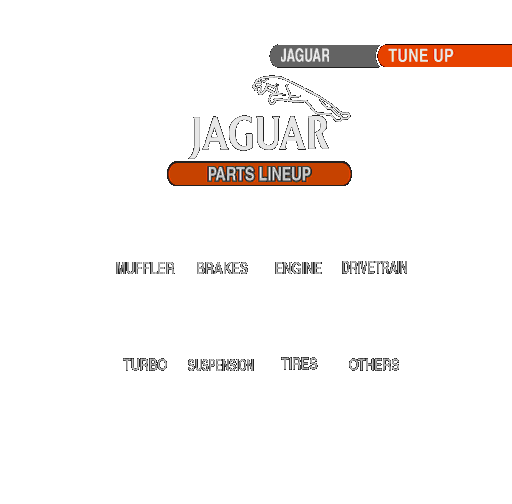 JAGUAR TUNE UP
JAGUAR
PARTS LINEUP
MUFFLER BRAKES ENGINE DRIVETRAIN
TURBO SUSPENSION TIRES OTHERS